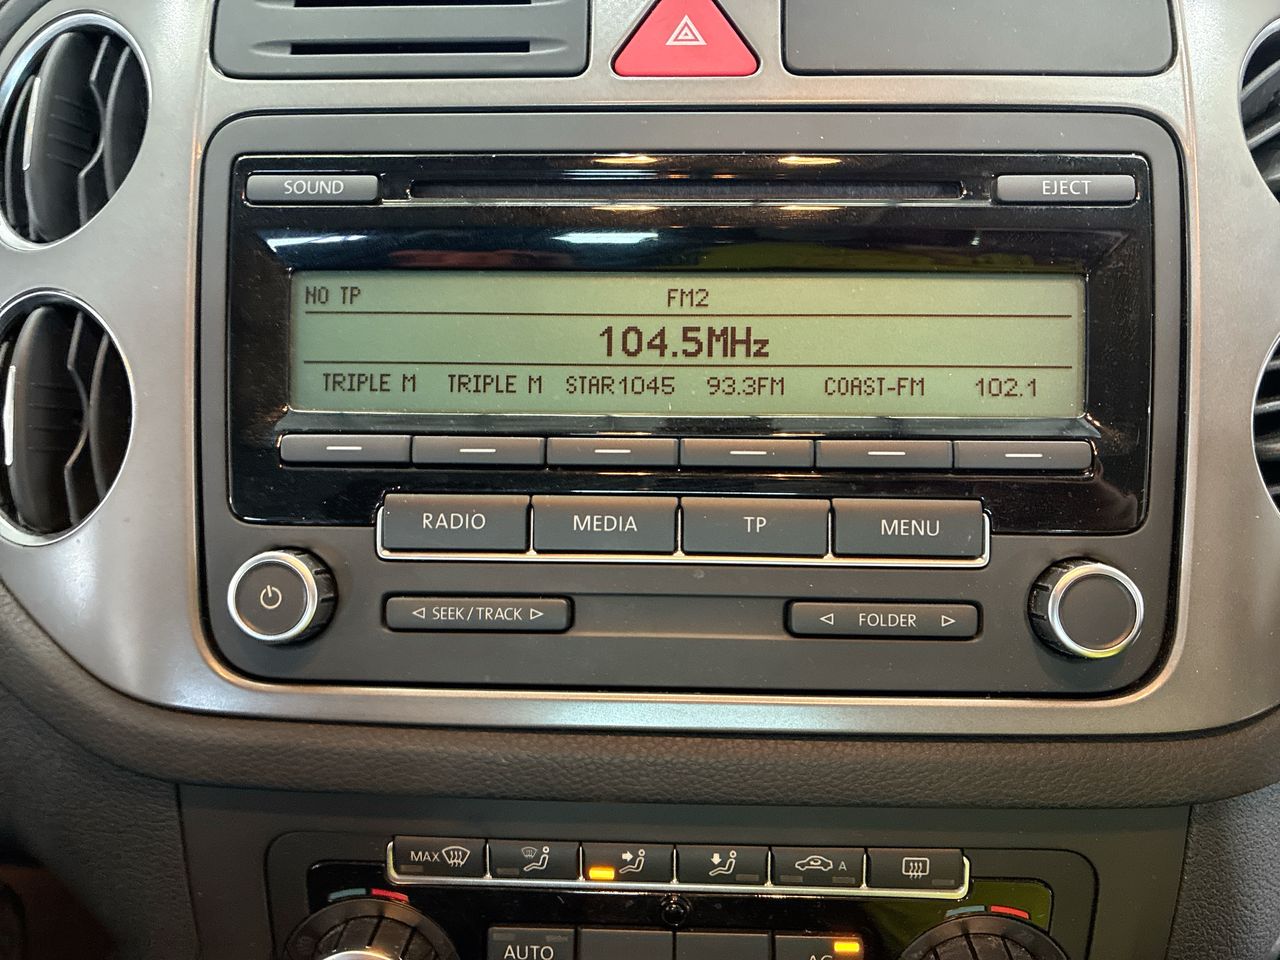 SOUND
EJECT
NO TP FM2
104.5MHz
TRIPLE M TRIPLE M STAR1045 93.3FM COAST-FM 102.1
RADIO MEDIA TP MENU
SEEK/TRACK FOLDER
MAX A
AUTO AC